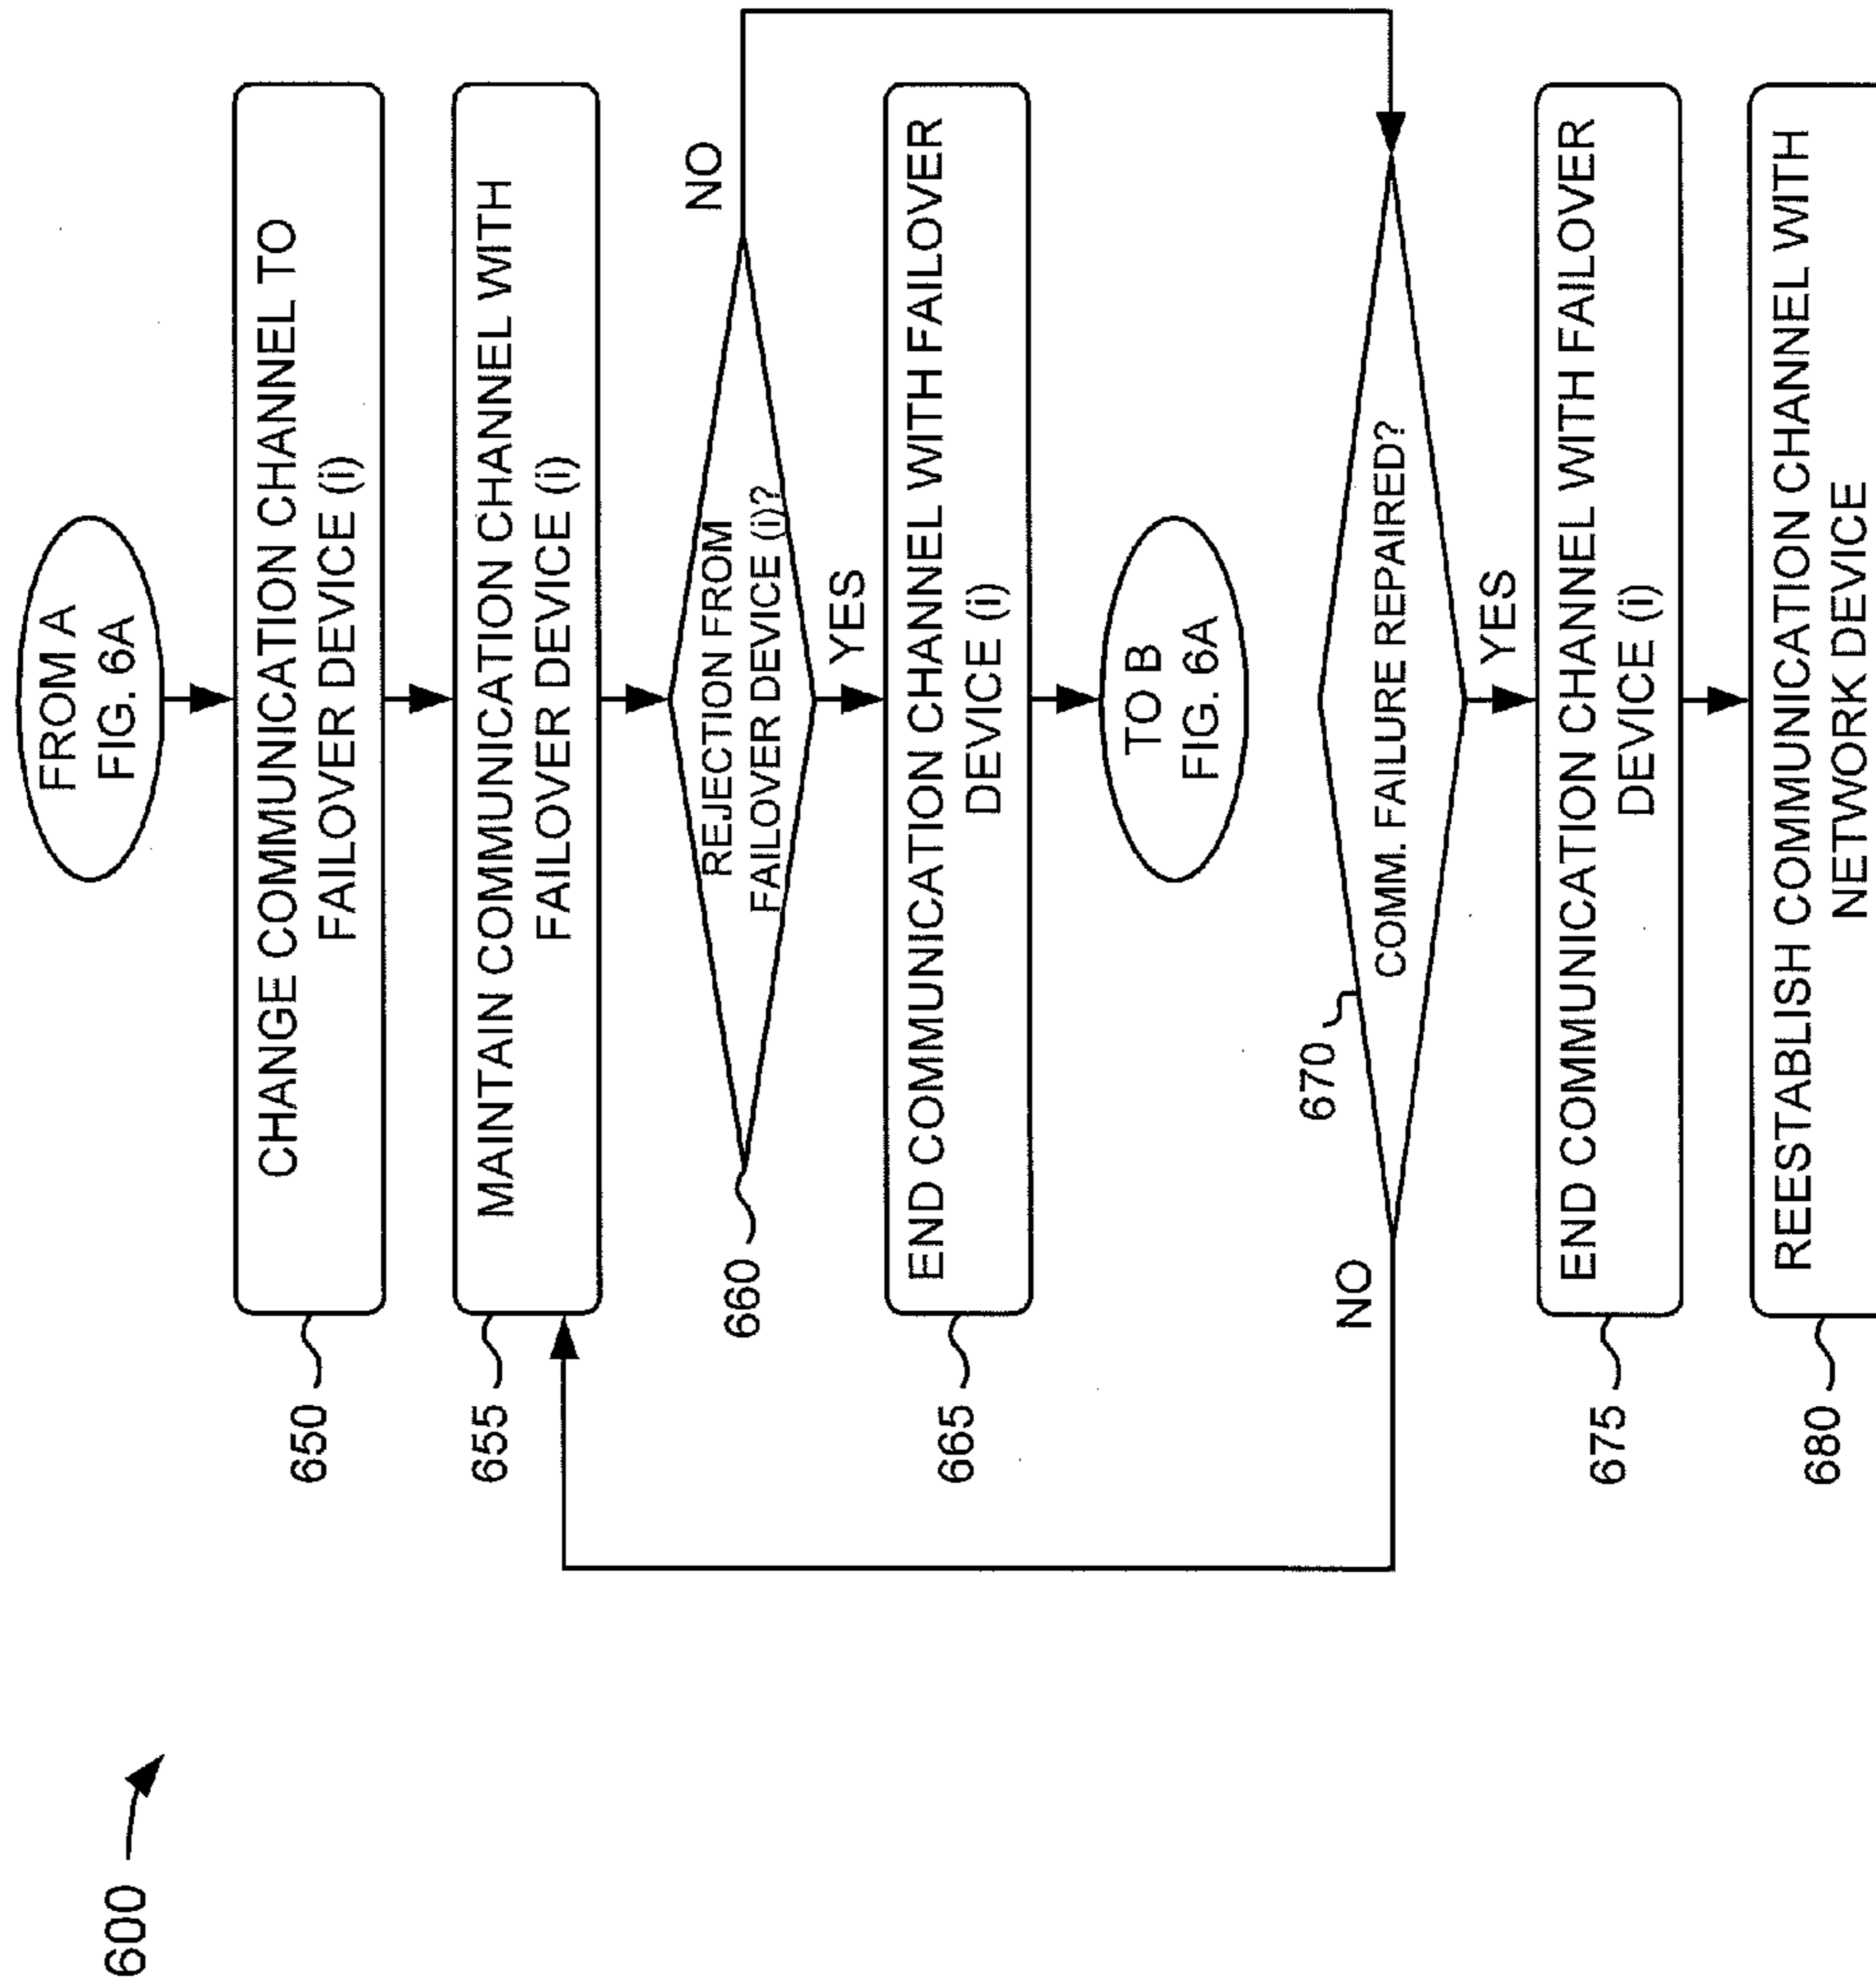 600
FROM A
FIG. 6A
650
CHANGE COMMUNICATION CHANNEL TO
FAILOVER DEVICE (i)
655
MAINTAIN COMMUNICATION CHANNEL WITH
FAILOVER DEVICE (i)
660
REJECTION FROM
FAILOVER DEVICE (i)?
NO
YES
665
END COMMUNICATION CHANNEL WITH FAILOVER
DEVICE (i)
TO B
FIG. 6A
670
COMM. FAILURE REPAIRED?
NO
YES
675
END COMMUNICATION CHANNEL WITH FAILOVER
DEVICE (i)
680
REESTABLISH COMMUNICATION CHANNEL WITH
NETWORK DEVICE